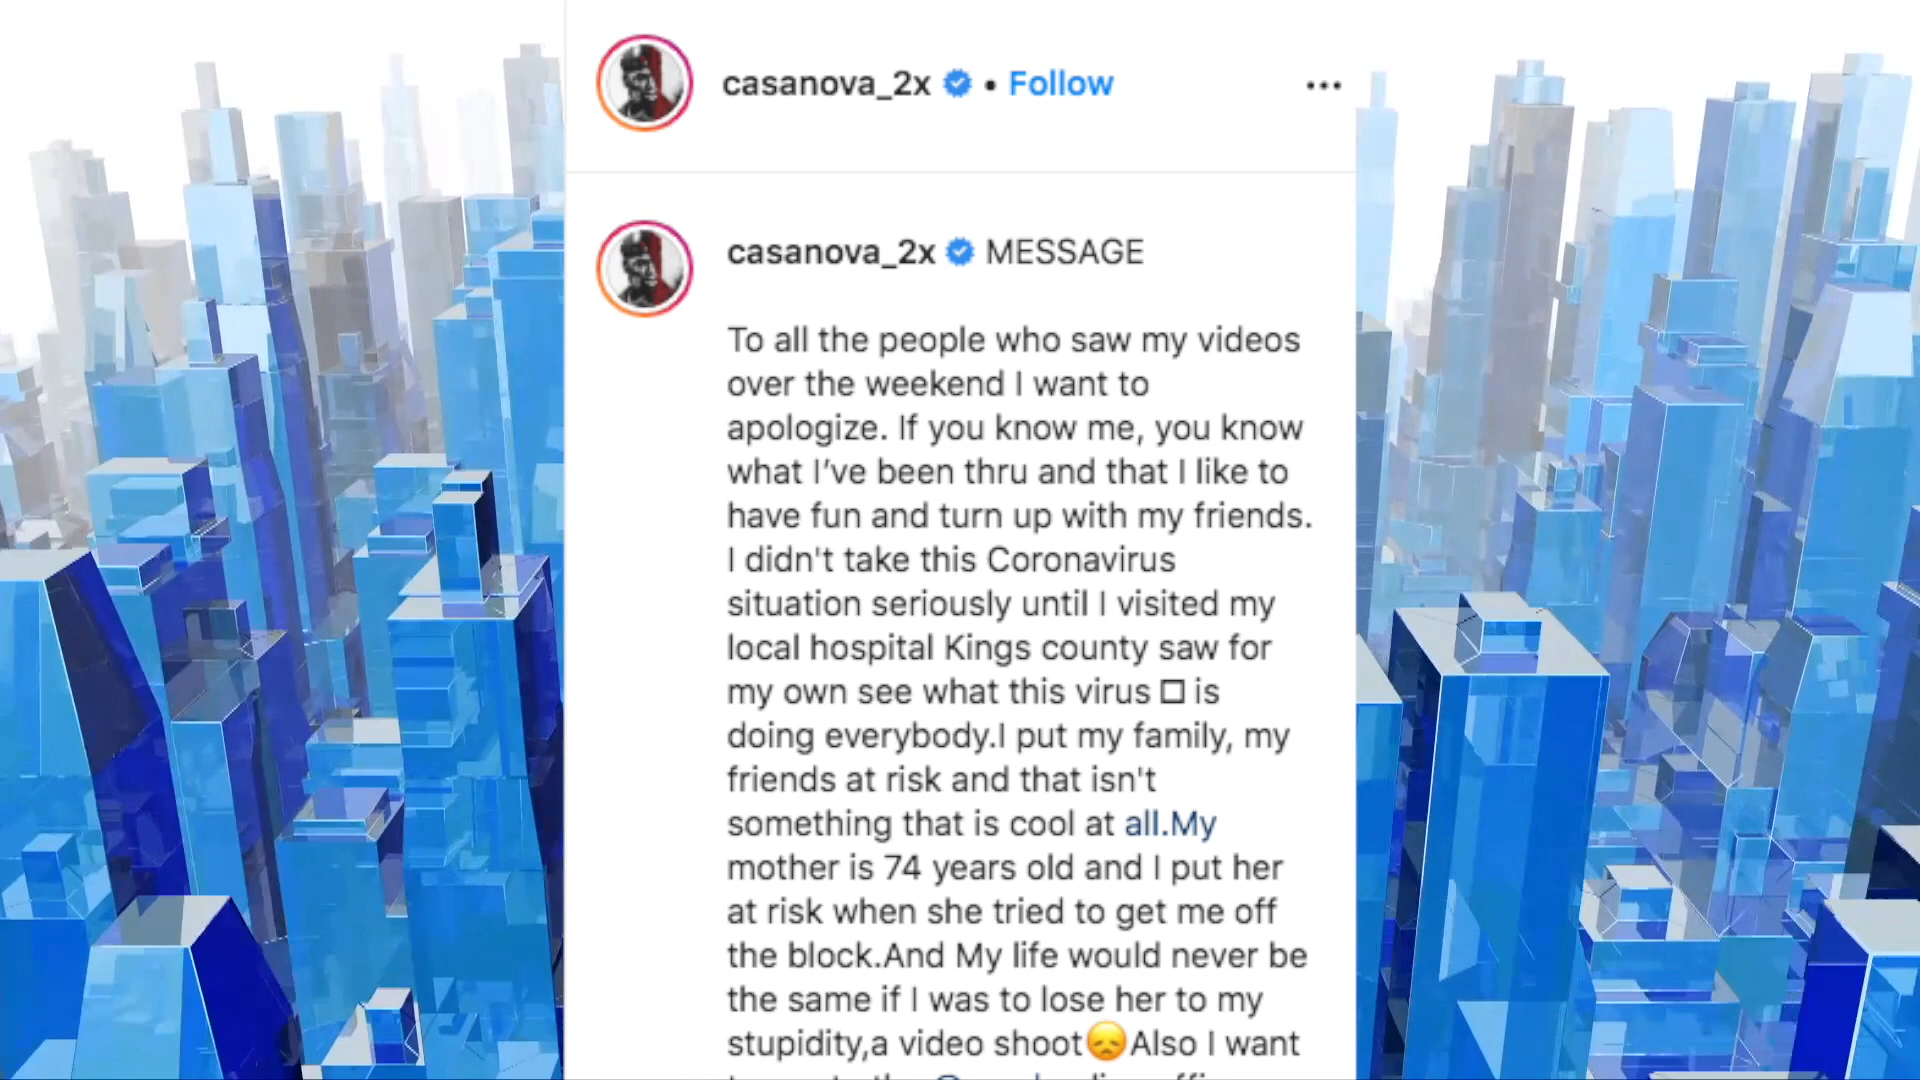 casanova_2x • Follow
casanova_2x MESSAGE
To all the people who saw my videos
over the weekend I want to
apologize. If you know me, you know
what I’ve been thru and that I like to
have fun and turn up with my friends.
I didn't take this Coronavirus
situation seriously until I visited my
local hospital Kings county saw for
my own see what this virus □ is
doing everybody.I put my family, my
friends at risk and that isn't
something that is cool at all.My
mother is 74 years old and I put her
at risk when she tried to get me off
the block.And My life would never be
the same if I was to lose her to my
stupidity,a video shoot😞Also I want